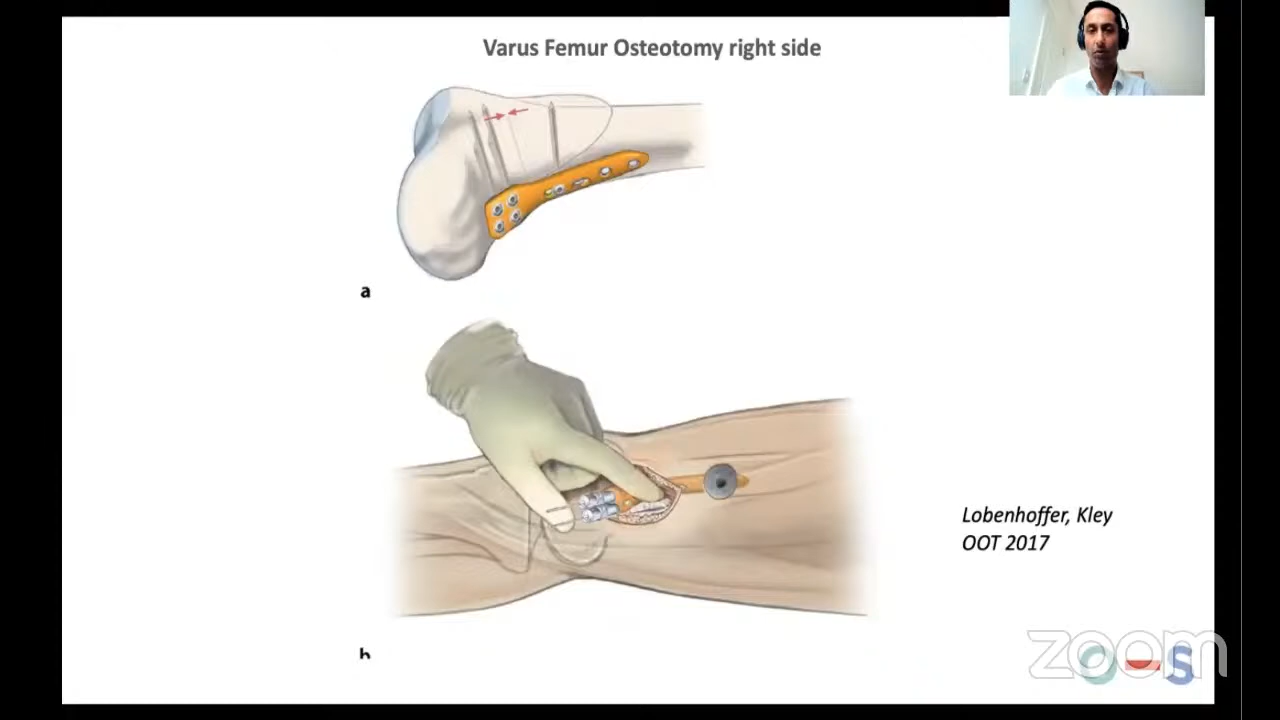 Varus Femur Osteotomy right side
a
Lobenhoffer, Kley
OOT 2017
b
zoom